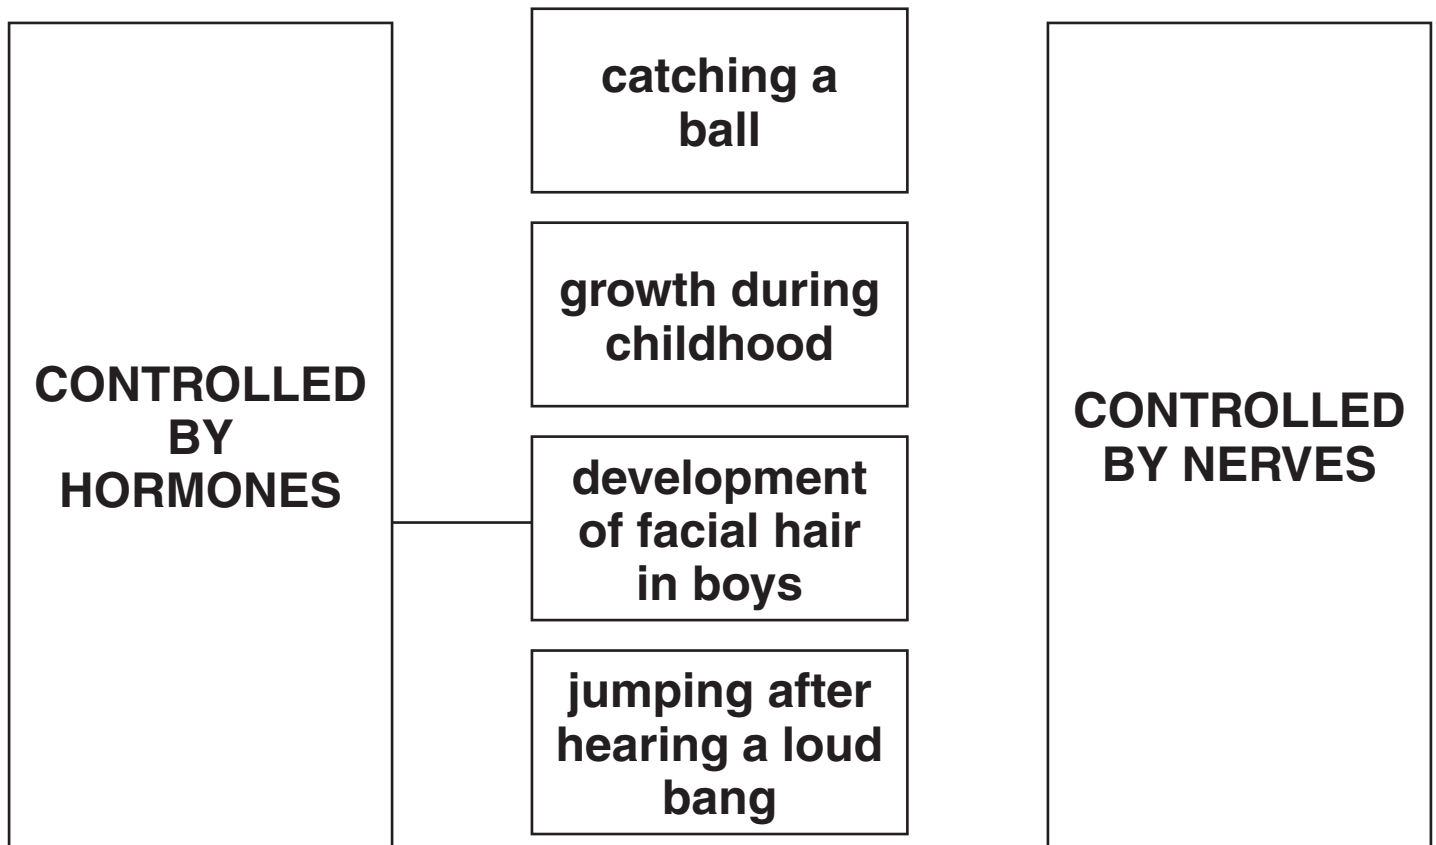 CONTROLLED
BY
HORMONES
catching a
ball
growth during
childhood
development
of facial hair
in boys
jumping after
hearing a loud
bang
CONTROLLED
BY NERVES